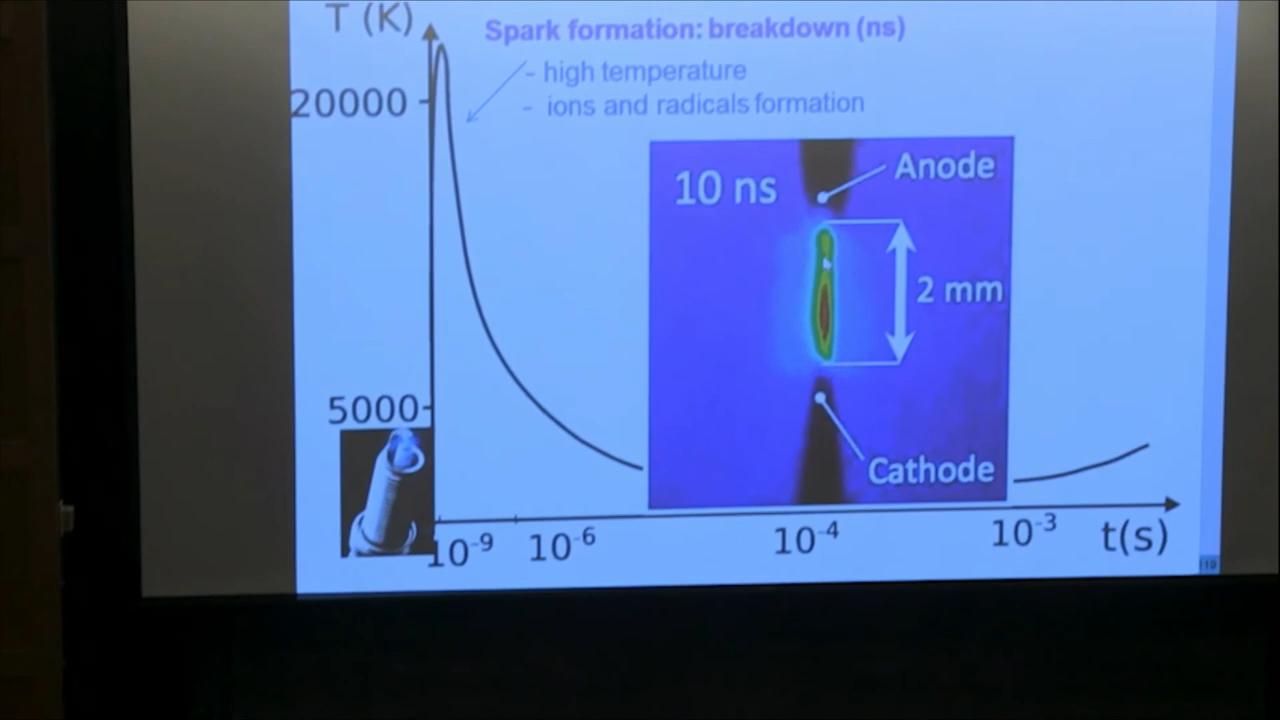 T (K)
Spark formation: breakdown (ns)
- high temperature
- ions and radicals formation
20000
10 ns
Anode
2 mm
5000
Cathode
10-9
10-6
10-4
10-3
t(s)
19